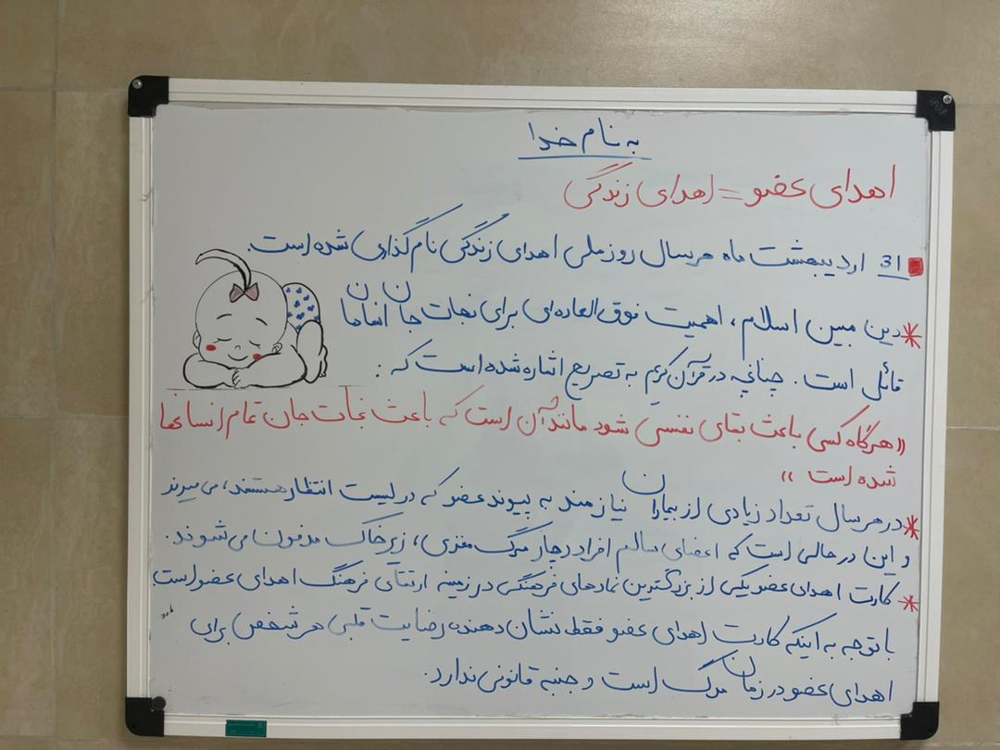 به نام خدا
اهدای عضو = اهدای زندگی
31 اردیبهشت ماه هر سال روز ملی اهدای زندگی نام گذاری شده است.
* دین مبین اسلام، اهمیت فوق العاده‌ای برای نجات جان انسانها
قائل است. چنانچه در قرآن کریم به تصریح اشاره شده است که :
«هرگاه کسی باعث بقای نفسی شود مانند آن است که باعث نجات جان تمام انسانها
شده است»
* در هر سال تعداد زیادی از بیماران نیازمند به پیوند عضو که در لیست انتظار هستند، می میرند
و این در حالی است که اعضای سالم افراد دچار مرگ مغزی، زیر خاک مدفون می شوند.
* کارت اهدای عضو یکی از بزرگترین نمادهای فرهنگی در زمینه ارتقای فرهنگ اهدای عضو است
با توجه به اینکه کارت اهدای عضو فقط نشان دهنده رضایت قلبی هر شخص برای
اهدای عضو در زمان مرگ است و جنبه قانونی ندارد.